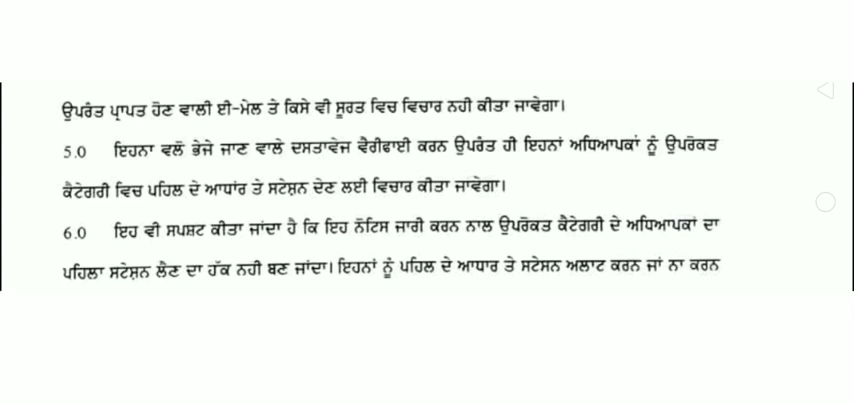 ਉਪਰੰਤ ਪ੍ਰਾਪਤ ਹੋਣ ਵਾਲੀ ਈ-ਮੇਲ ਤੇ ਕਿਸੇ ਵੀ ਸੂਰਤ ਵਿਚ ਵਿਚਾਰ ਨਹੀ ਕੀਤਾ ਜਾਵੇਗਾ।
5.0 ਇਹਨਾ ਵਲੋ ਭੇਜੇ ਜਾਣ ਵਾਲੇ ਦਸਤਾਵੇਜ ਵੈਰੀਫਾਈ ਕਰਨ ਉਪਰੰਤ ਹੀ ਇਹਨਾਂ ਅਧਿਆਪਕਾਂ ਨੂੰ ਉਪਰੋਕਤ
ਕੈਟੇਗਰੀ ਵਿਚ ਪਹਿਲ ਦੇ ਆਧਾਂਰ ਤੇ ਸਟੇਸ਼ਨ ਦੇਣ ਲਈ ਵਿਚਾਰ ਕੀਤਾ ਜਾਂਵੇਗਾ।
6.0 ਇਹ ਵੀ ਸਪਸ਼ਟ ਕੀਤਾ ਜਾਂਦਾ ਹੈ ਕਿ ਇਹ ਨੋਟਿਸ ਜਾਰੀ ਕਰਨ ਨਾਲ ਉਪਰੋਕਤ ਕੈਟੇਗਰੀ ਦੇ ਅਧਿਆਪਕਾਂ ਦਾ
ਪਹਿਲਾ ਸਟੇਸ਼ਨ ਲੈਣ ਦਾ ਹੱਕ ਨਹੀ ਬਣ ਜਾਂਦਾ। ਇਹਨਾਂ ਨੂੰ ਪਹਿਲ ਦੇ ਆਧਾਰ ਤੇ ਸਟੇਸਨ ਅਲਾਟ ਕਰਨ ਜਾਂ ਨਾ ਕਰਨ